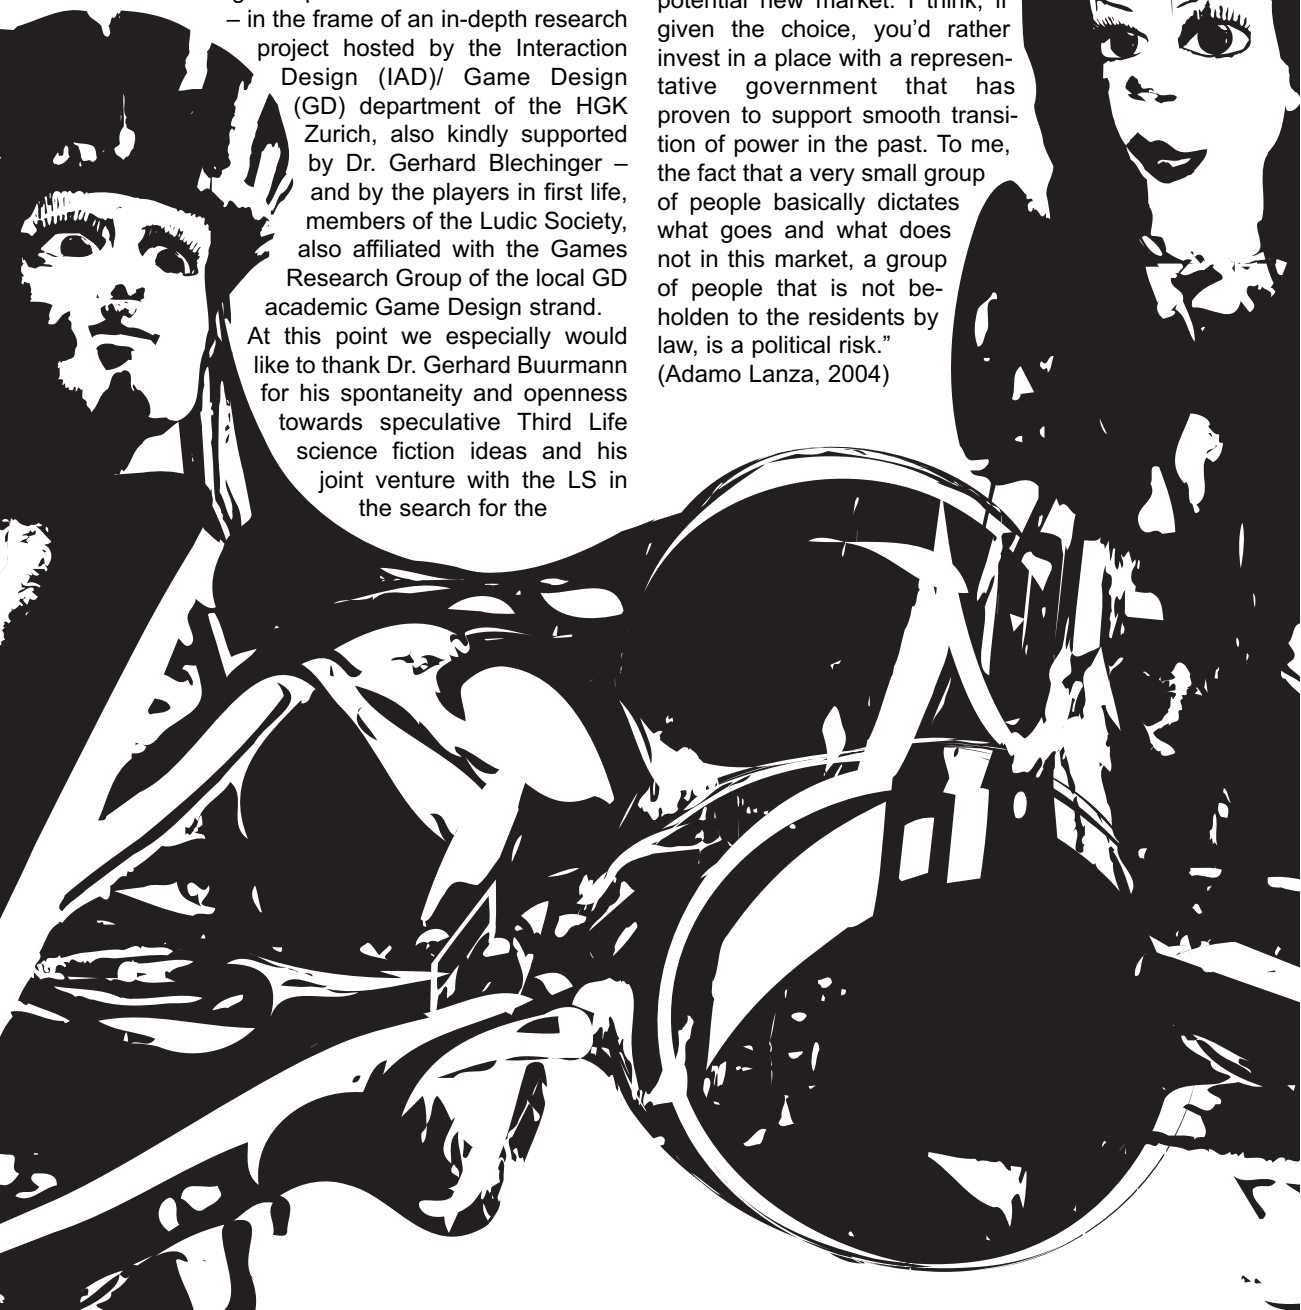 – in the frame of an in-depth research
project hosted by the Interaction
Design (IAD)/ Game Design
(GD) department of the HGK
Zurich, also kindly supported
by Dr. Gerhard Blechinger –
and by the players in first life,
members of the Ludic Society,
also affiliated with the Games
Research Group of the local GD
academic Game Design strand.
At this point we especially would
like to thank Dr. Gerhard Buurmann
for his spontaneity and openness
towards speculative Third Life
science fiction ideas and his
joint venture with the LS in
the search for the
potential new market. I think, if
given the choice, you’d rather
invest in a place with a represen-
tative government that has
proven to support smooth transi-
tion of power in the past. To me,
the fact that a very small group
of people basically dictates
what goes and what does
not in this market, a group
of people that is not be-
holden to the residents by
law, is a political risk.”
(Adamo Lanza, 2004)